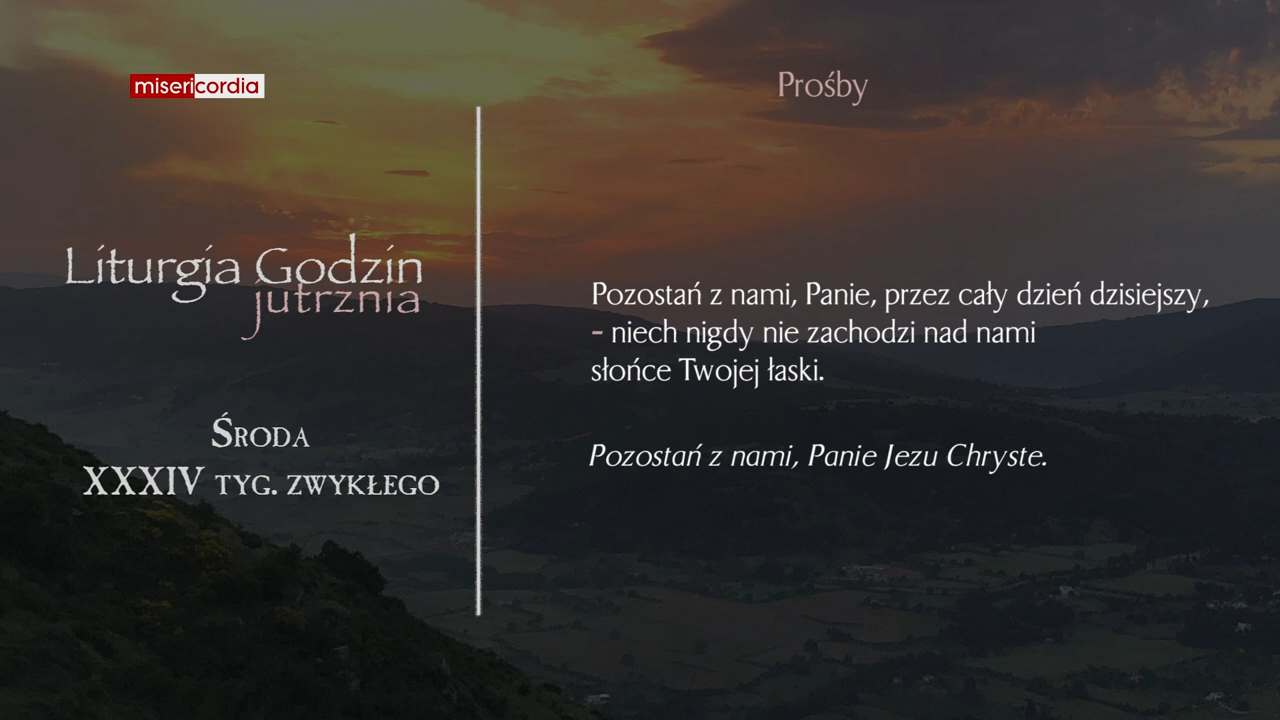 misericordia
Liturgia Godzin
jutrznia
Środa
XXXIV tyg. zwykłego
Prośby
Pozostań z nami, Panie, przez cały dzień dzisiejszy,
– niech nigdy nie zachodzi nad nami
słońce Twojej łaski.
Pozostań z nami, Panie Jezu Chryste.